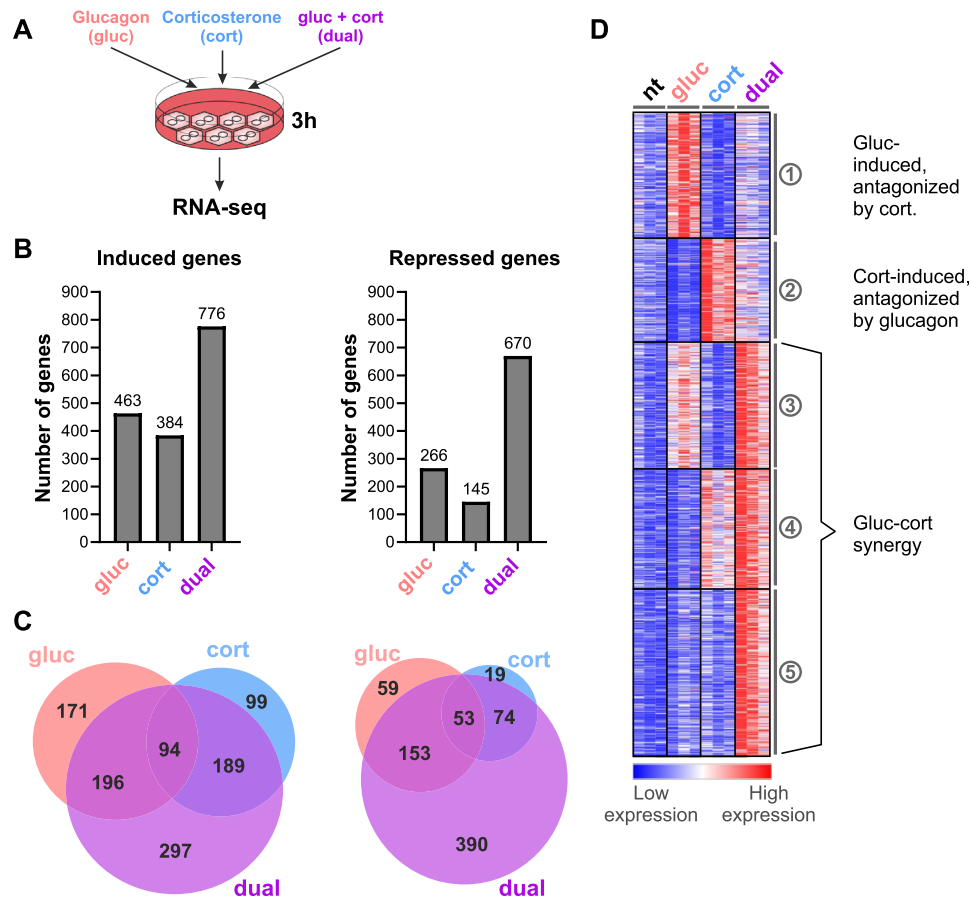 A
Glucagon
(gluc)
Corticosterone
(cort)
gluc + cort
(dual)
3h
RNA-seq
B
Induced genes
Number of genes
900
800
700
600
500
400
300
200
100
0
463
384
776
gluc
cort
dual
Repressed genes
Number of genes
900
800
700
600
500
400
300
200
100
0
266
145
670
gluc
cort
dual
C
gluc
cort
171
99
94
196
189
297
dual
gluc
cort
59
19
53
74
153
390
dual
D
nt
gluc
cort
dual
1
Gluc-
induced,
antagonized
by cort.
2
Cort-induced,
antagonized
by glucagon
3
4
Gluc-cort
synergy
5
Low
expression
High
expression